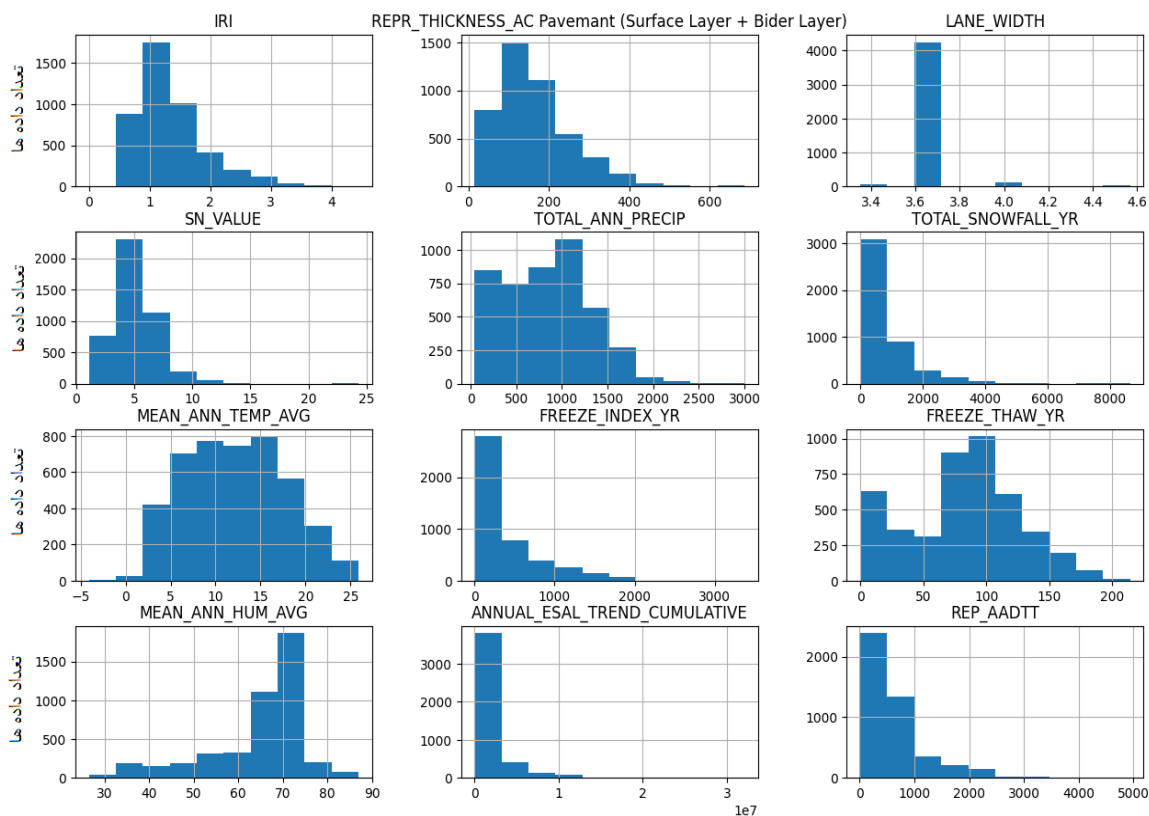 IRI
REPR_THICKNESS_AC Pavemant (Surface Layer + Bider Layer)
LANE_WIDTH
تعداد داده ها
1500
1000
500
0
0 1 2 3 4
1500
1000
500
0
0 200 400 600
4000
3000
2000
1000
0
3.4 3.6 3.8 4.0 4.2 4.4 4.6
SN_VALUE
TOTAL_ANN_PRECIP
TOTAL_SNOWFALL_YR
تعداد داده ها
2000
1500
1000
500
0
5 10 15 20 25
1000
750
500
250
0
0 500 1000 1500 2000 2500 3000
3000
2000
1000
0
0 2000 4000 6000 8000
MEAN_ANN_TEMP_AVG
FREEZE_INDEX_YR
FREEZE_THAW_YR
تعداد داده ها
800
600
400
200
0
−5 0 5 10 15 20 25
2000
1000
0
0 1000 2000 3000
1000
750
500
250
0
0 50 100 150 200
MEAN_ANN_HUM_AVG
ANNUAL_ESAL_TREND_CUMULATIVE
REP_AADTT
تعداد داده ها
1500
1000
500
0
30 40 50 60 70 80 90
3000
2000
1000
0
0 1 2 3
1e7
2000
1000
0
0 1000 2000 3000 4000 5000